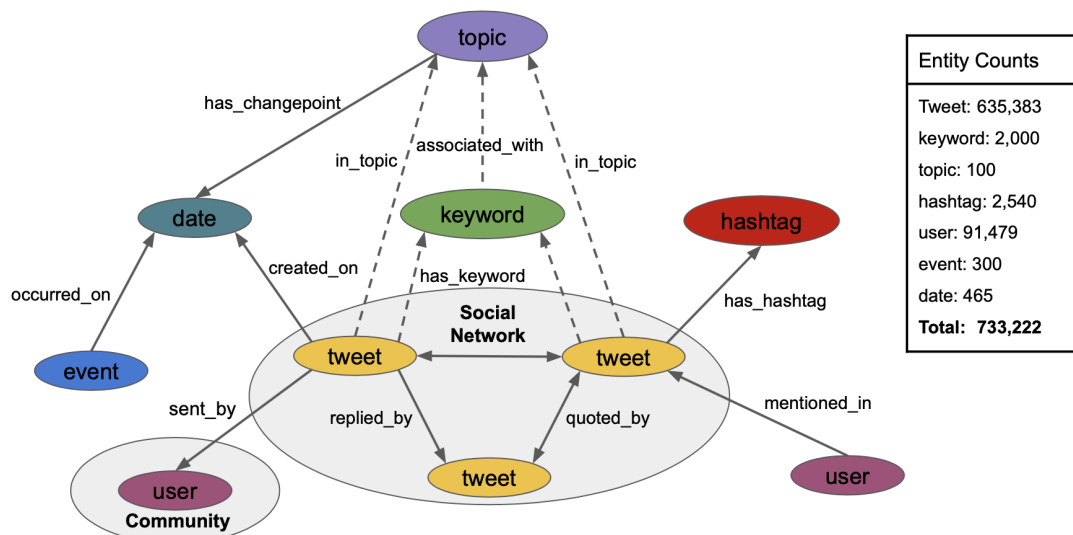 topic
has_changepoint
in_topic
associated_with
in_topic
date
keyword
hashtag
created_on
has_keyword
occurred_on
has_hashtag
Social
Network
tweet
tweet
event
sent_by
replied_by
quoted_by
mentioned_in
tweet
user
user
Community
Entity Counts
Tweet: 635,383
keyword: 2,000
topic: 100
hashtag: 2,540
user: 91,479
event: 300
date: 465
Total: 733,222